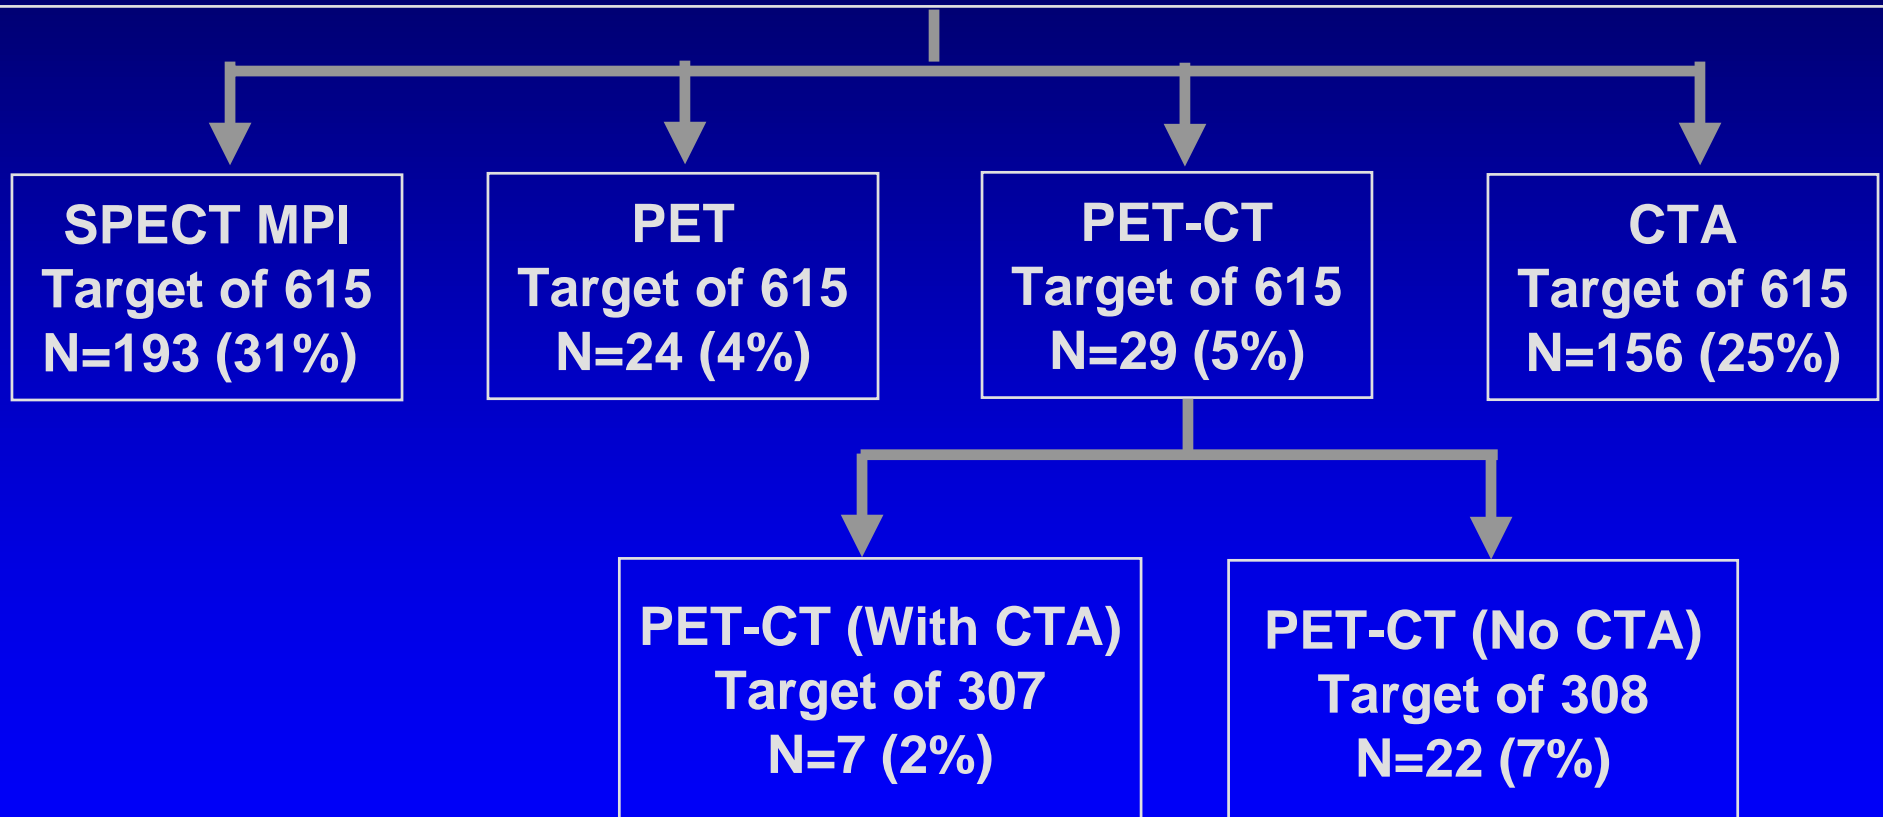 SPECT MPI
Target of 615
N=193 (31%)
PET
Target of 615
N=24 (4%)
PET-CT
Target of 615
N=29 (5%)
CTA
Target of 615
N=156 (25%)
PET-CT (With CTA)
Target of 307
N=7 (2%)
PET-CT (No CTA)
Target of 308
N=22 (7%)